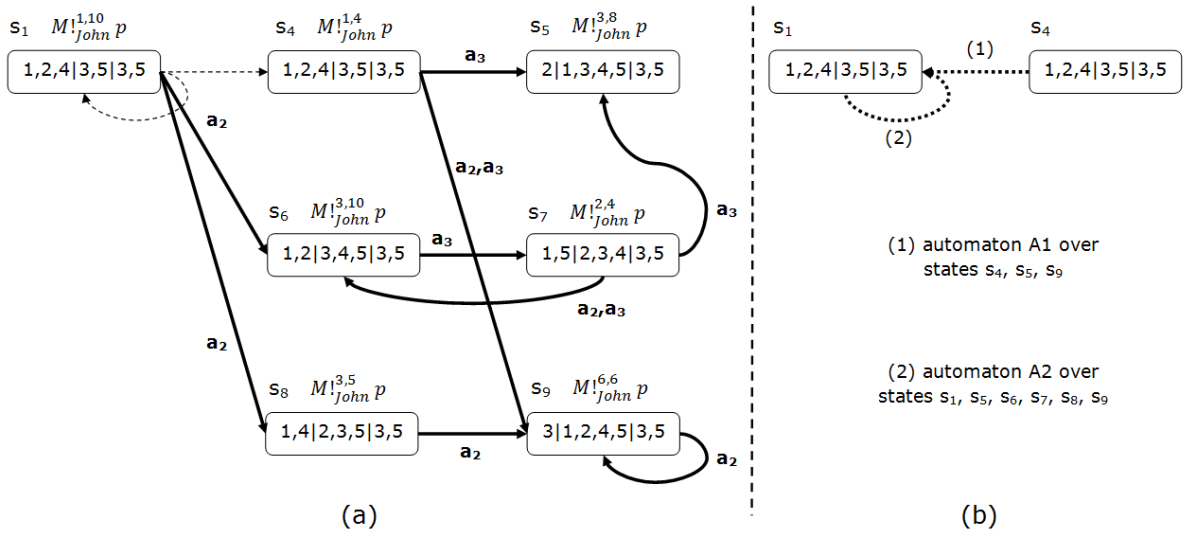 s₁ M!^{1,10}_{John} p
s₄ M!^{1,4}_{John} p
s₅ M!^{3,8}_{John} p
1,2,4|3,5|3,5
1,2,4|3,5|3,5
a₃
2|1,3,4,5|3,5
a₂
a₂,a₃
s₆ M!^{3,10}_{John} p
s₇ M!^{2,4}_{John} p
a₃
1,2|3,4,5|3,5
a₃
1,5|2,3,4|3,5
a₂,a₃
a₂
s₈ M!^{3,5}_{John} p
s₉ M!^{6,6}_{John} p
1,4|2,3,5|3,5
a₂
3|1,2,4,5|3,5
a₂
(a)
s₁
s₄
(1)
1,2,4|3,5|3,5
1,2,4|3,5|3,5
(2)
(1) automaton A1 over
states s₄, s₅, s₉
(2) automaton A2 over
states s₁, s₅, s₆, s₇, s₈, s₉
(b)